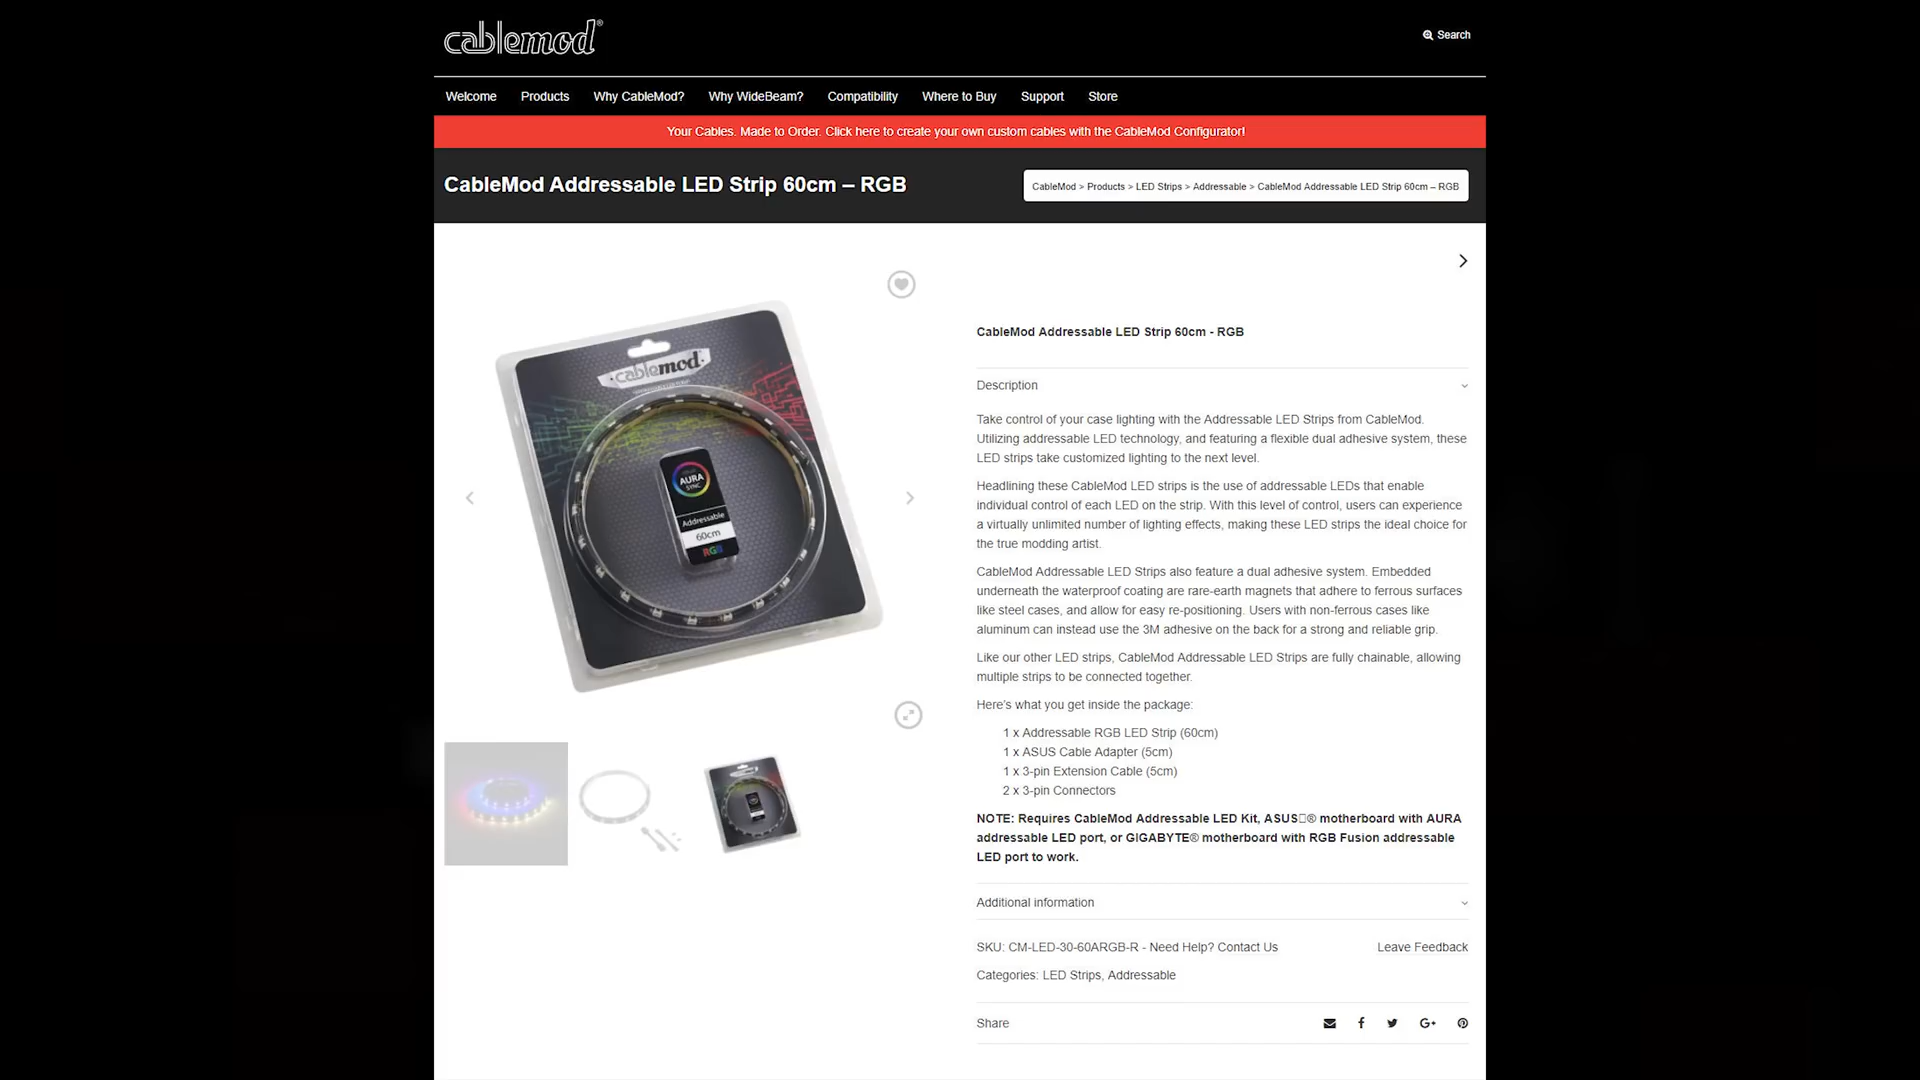 cablemod®
Search
Welcome Products Why CableMod? Why WideBeam? Compatibility Where to Buy Support Store
Your Cables. Made to Order. Click here to create your own custom cables with the CableMod Configurator!
CableMod Addressable LED Strip 60cm – RGB
CableMod > Products > LED Strips > Addressable > CableMod Addressable LED Strip 60cm – RGB
cablemod
AURA
SYNC
Addressable
60cm
RGB
CableMod Addressable LED Strip 60cm - RGB
Description
Take control of your case lighting with the Addressable LED Strips from CableMod.
Utilizing addressable LED technology, and featuring a flexible dual adhesive system, these
LED strips take customized lighting to the next level.
Headlining these CableMod LED strips is the use of addressable LEDs that enable
individual control of each LED on the strip. With this level of control, users can experience
a virtually unlimited number of lighting effects, making these LED strips the ideal choice for
the true modding artist.
CableMod Addressable LED Strips also feature a dual adhesive system. Embedded
underneath the waterproof coating are rare-earth magnets that adhere to ferrous surfaces
like steel cases, and allow for easy re-positioning. Users with non-ferrous cases like
aluminum can instead use the 3M adhesive on the back for a strong and reliable grip.
Like our other LED strips, CableMod Addressable LED Strips are fully chainable, allowing
multiple strips to be connected together.
Here's what you get inside the package:
1 x Addressable RGB LED Strip (60cm)
1 x ASUS Cable Adapter (5cm)
1 x 3-pin Extension Cable (5cm)
2 x 3-pin Connectors
NOTE: Requires CableMod Addressable LED Kit, ASUS□® motherboard with AURA
addressable LED port, or GIGABYTE® motherboard with RGB Fusion addressable
LED port to work.
Additional information
SKU: CM-LED-30-60ARGB-R - Need Help? Contact Us
Leave Feedback
Categories: LED Strips, Addressable
Share